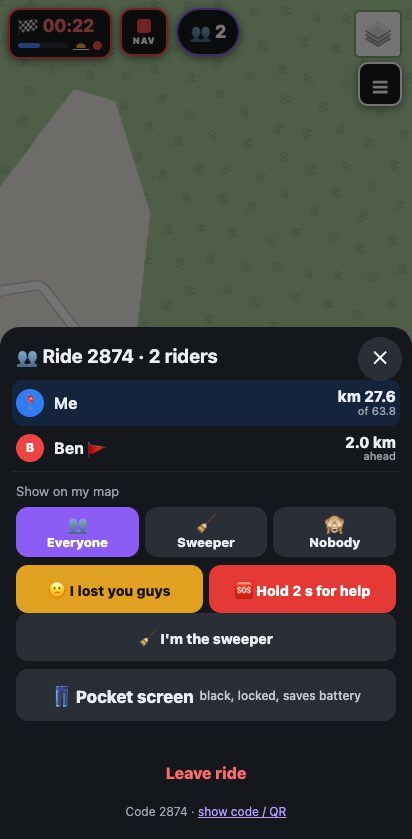 00:22
NAV
2
Ride 2874 · 2 riders
Me
km 27.6
of 63.8
B
Ben
2.0 km
ahead
Show on my map
Everyone
Sweeper
Nobody
I lost you guys
SOS Hold 2 s for help
I'm the sweeper
Pocket screen black, locked, saves battery
Leave ride
Code 2874 · show code / QR